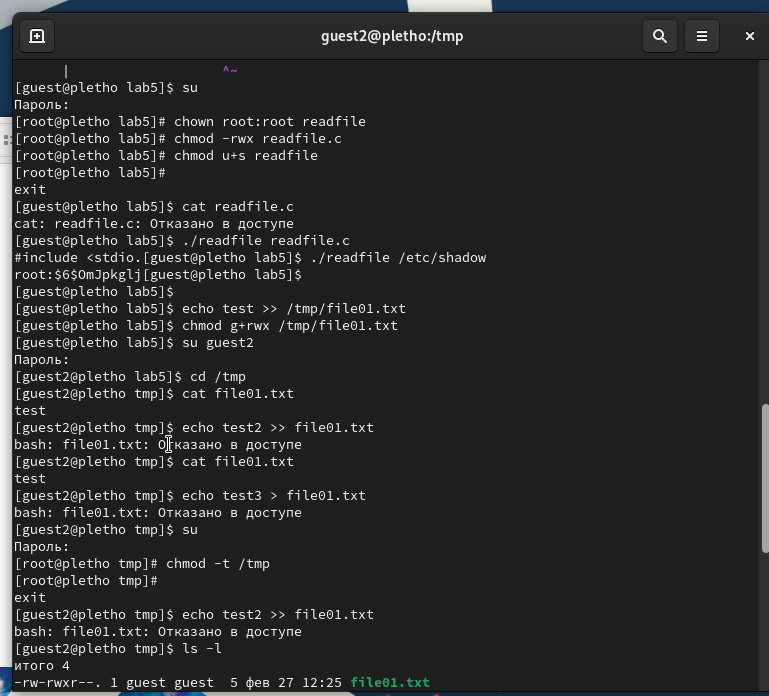 guest2@pletho:/tmp
|                   ^~
[guest@pletho lab5]$ su
Пароль:
[root@pletho lab5]# chown root:root readfile
[root@pletho lab5]# chmod -rwx readfile.c
[root@pletho lab5]# chmod u+s readfile
[root@pletho lab5]#
exit
[guest@pletho lab5]$ cat readfile.c
cat: readfile.c: Отказано в доступе
[guest@pletho lab5]$ ./readfile readfile.c
#include <stdio.[guest@pletho lab5]$ ./readfile /etc/shadow
root:$6$OmJpkglj[guest@pletho lab5]$
[guest@pletho lab5]$
[guest@pletho lab5]$ echo test >> /tmp/file01.txt
[guest@pletho lab5]$ chmod g+rwx /tmp/file01.txt
[guest@pletho lab5]$ su guest2
Пароль:
[guest2@pletho lab5]$ cd /tmp
[guest2@pletho tmp]$ cat file01.txt
test
[guest2@pletho tmp]$ echo test2 >> file01.txt
bash: file01.txt: Отказано в доступе
[guest2@pletho tmp]$ cat file01.txt
test
[guest2@pletho tmp]$ echo test3 > file01.txt
bash: file01.txt: Отказано в доступе
[guest2@pletho tmp]$ su
Пароль:
[root@pletho tmp]# chmod -t /tmp
[root@pletho tmp]#
exit
[guest2@pletho tmp]$ echo test2 >> file01.txt
bash: file01.txt: Отказано в доступе
[guest2@pletho tmp]$ ls -l
итого 4
-rw-rwxr--. 1 guest guest  5 фев 27 12:25 file01.txt